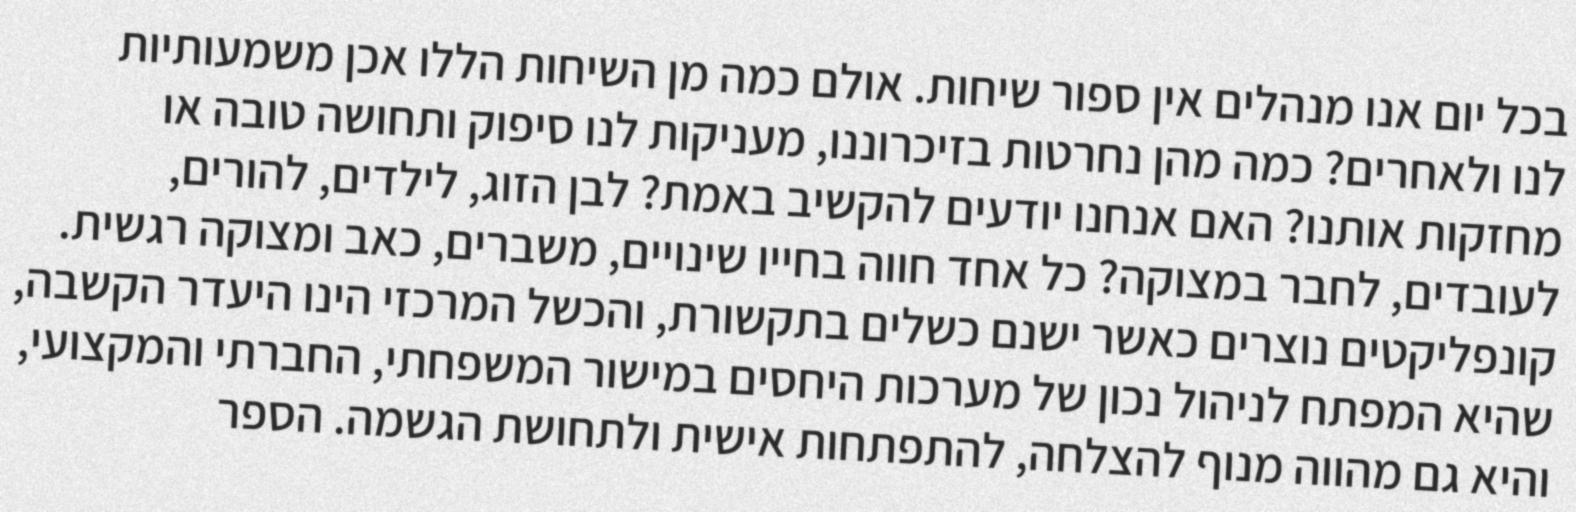 בכל יום אנו מנהלים אין ספור שיחות. אולם כמה מן השיחות הללו אכן משמעותיות
לנו ולאחרים? כמה מהן נחרטות בזיכרוננו, מעניקות לנו סיפוק ותחושה טובה או
מחזקות אותנו? האם אנחנו יודעים להקשיב באמת? לבן הזוג, לילדים, להורים,
לעובדים, לחבר במצוקה? כל אחד חווה בחייו שינויים, משברים, כאב ומצוקה רגשית.
קונפליקטים נוצרים כאשר ישנם כשלים בתקשורת, והכשל המרכזי הינו היעדר הקשבה,
שהיא המפתח לניהול נכון של מערכות היחסים במישור המשפחתי, החברתי והמקצועי,
והיא גם מהווה מנוף להצלחה, להתפתחות אישית ולתחושת הגשמה. הספר